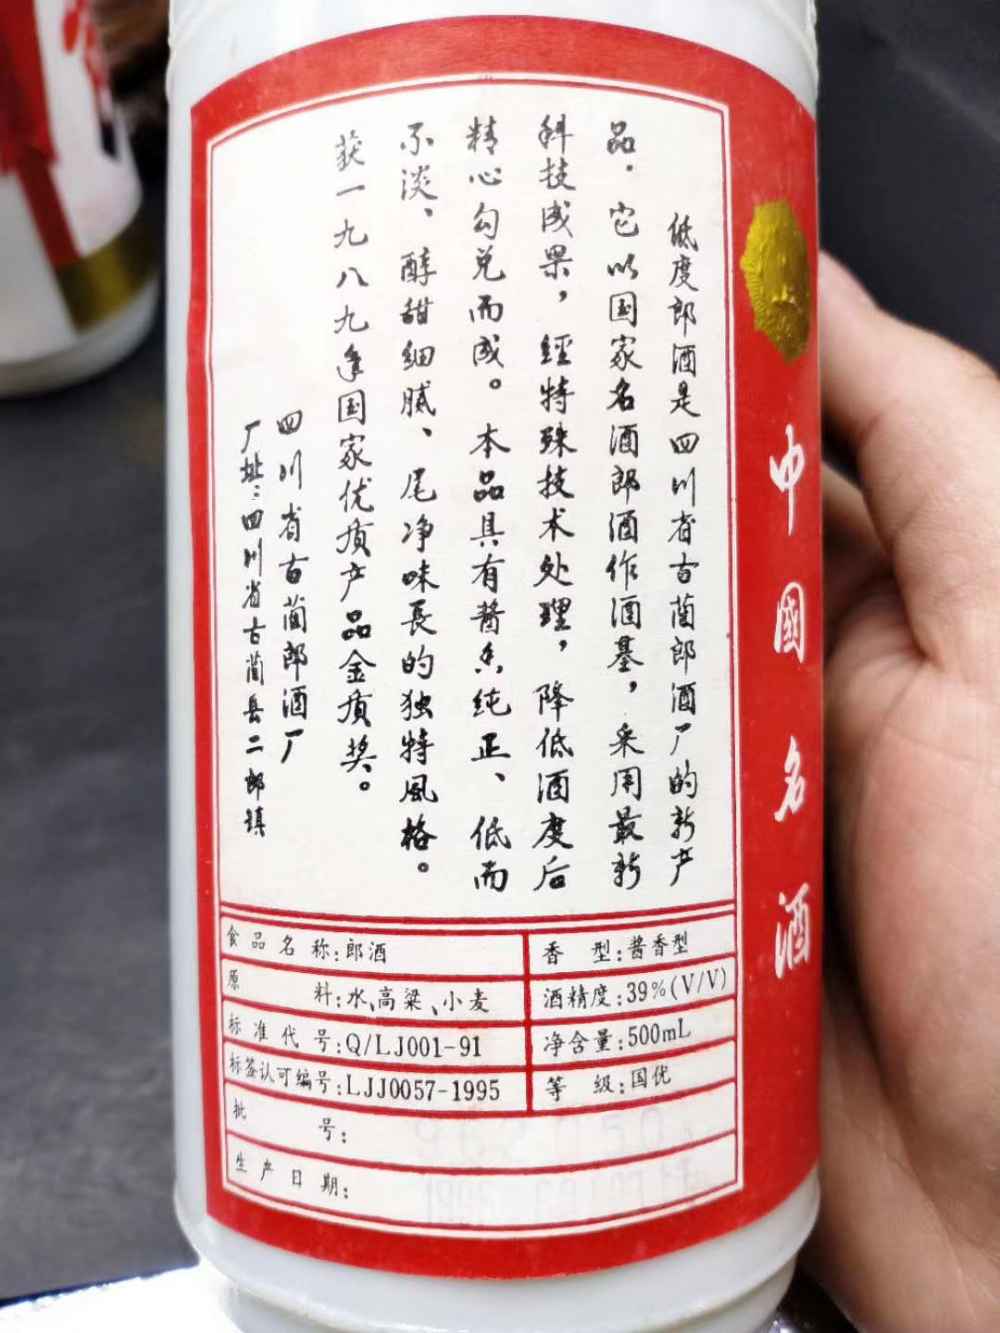 低度郎酒是四川省古蔺郎酒厂的新产
品．它以国家名酒郎酒作酒基，采用最新
科技成果，經特殊技术处理，降低酒度后
精心勾兑而成。本品具有酱香纯正、低而
不淡、醇甜细腻、尾净味長的独特風格。
获一九八九年国家优质产品金质奖。
四川省古蔺郎酒厂
厂址：四川省古蔺县二郎镇
中國名酒
食品名称:郎酒
香型:酱香型
原料:水、高粱、小麦
酒精度:39%(V/V)
标准代号:Q/LJ001-91
净含量:500mL
标签认可编号:LJJ0057-1995
等级:国优
批号:
生产日期: